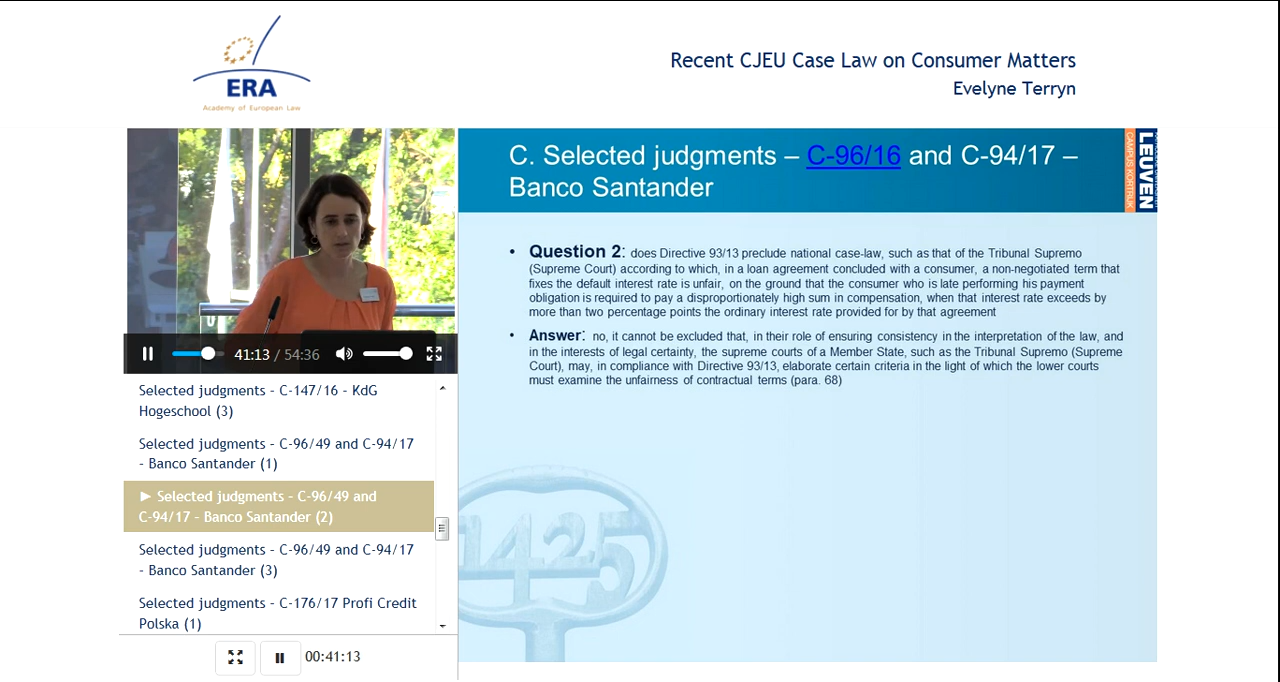 ERA
Academy of European Law
Recent CJEU Case Law on Consumer Matters
Evelyne Terryn
41:13 / 54:36
Selected judgments - C-147/16 - KdG
Hogeschool (3)
Selected judgments - C-96/49 and C-94/17
- Banco Santander (1)
► Selected judgments - C-96/49 and
C-94/17 - Banco Santander (2)
Selected judgments - C-96/49 and C-94/17
- Banco Santander (3)
Selected judgments - C-176/17 Profi Credit
Polska (1)
00:41:13
C. Selected judgments – C-96/16 and C-94/17 –
Banco Santander
LEUVEN
CAMPUS KORTRIJK
• Question 2: does Directive 93/13 preclude national case-law, such as that of the Tribunal Supremo
(Supreme Court) according to which, in a loan agreement concluded with a consumer, a non-negotiated term that
fixes the default interest rate is unfair, on the ground that the consumer who is late performing his payment
obligation is required to pay a disproportionately high sum in compensation, when that interest rate exceeds by
more than two percentage points the ordinary interest rate provided for by that agreement
• Answer: no, it cannot be excluded that, in their role of ensuring consistency in the interpretation of the law, and
in the interests of legal certainty, the supreme courts of a Member State, such as the Tribunal Supremo (Supreme
Court), may, in compliance with Directive 93/13, elaborate certain criteria in the light of which the lower courts
must examine the unfairness of contractual terms (para. 68)
1425